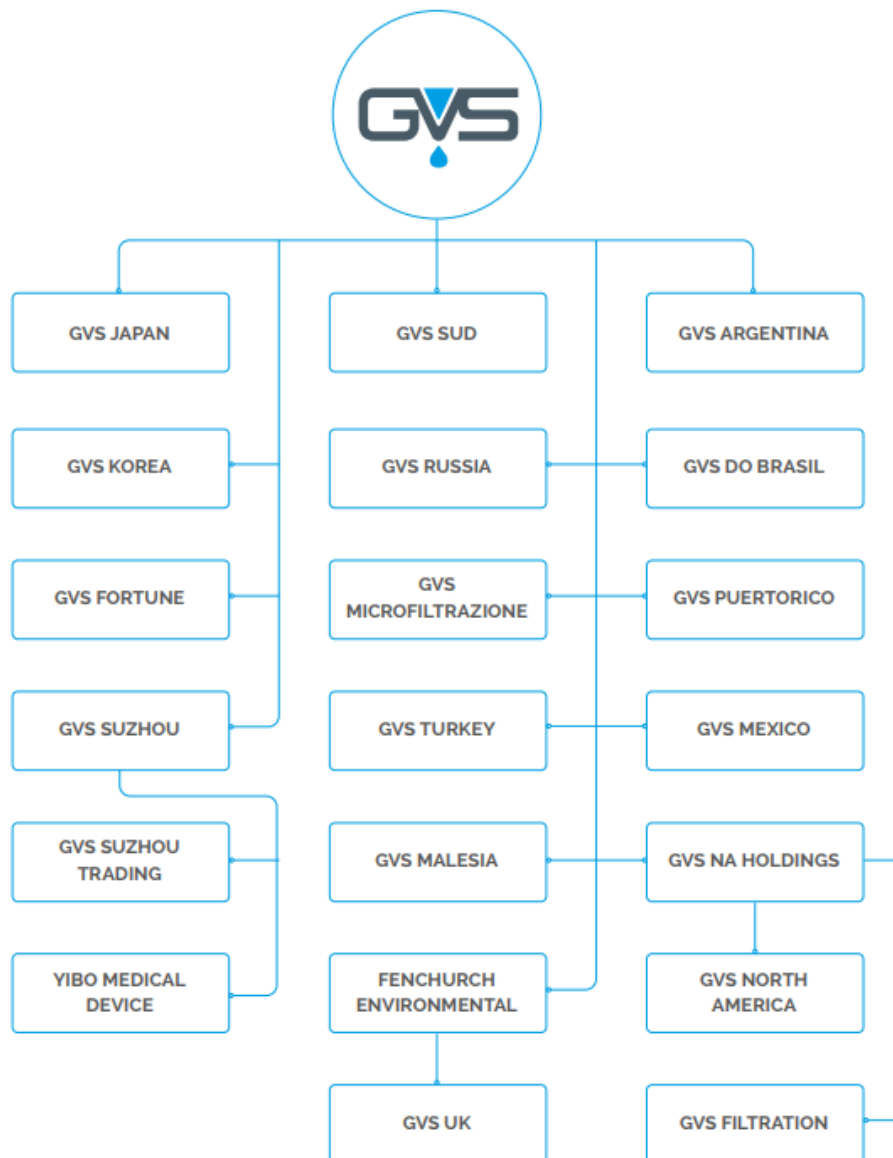 GVS
GVS JAPAN
GVS SUD
GVS ARGENTINA
GVS KOREA
GVS RUSSIA
GVS DO BRASIL
GVS FORTUNE
GVS
MICROFILTRAZIONE
GVS PUERTORICO
GVS SUZHOU
GVS TURKEY
GVS MEXICO
GVS SUZHOU
TRADING
GVS MALESIA
GVS NA HOLDINGS
YIBO MEDICAL
DEVICE
FENCHURCH
ENVIRONMENTAL
GVS NORTH
AMERICA
GVS UK
GVS FILTRATION